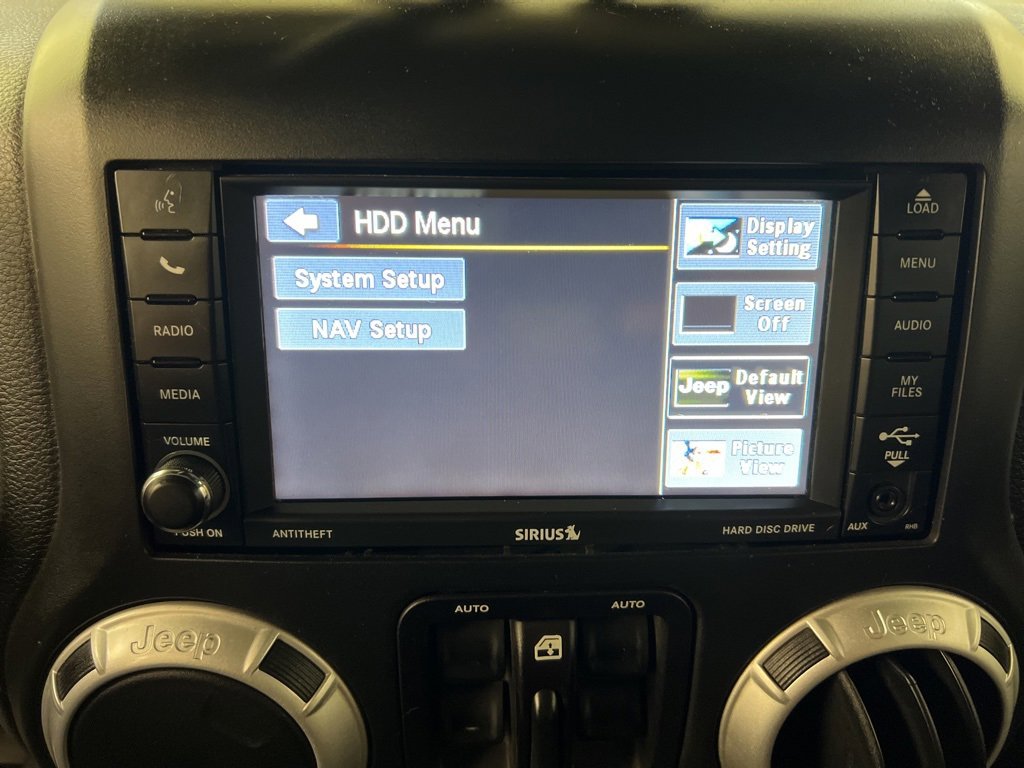 HDD Menu
System Setup
NAV Setup
Display
Setting
Screen
Off
Jeep
Default
View
Picture
View
RADIO
MEDIA
VOLUME
PUSH ON
LOAD
MENU
AUDIO
MY
FILES
PULL
AUX
RHB
ANTITHEFT
SIRIUS
HARD DISC DRIVE
AUTO
AUTO
Jeep
Jeep